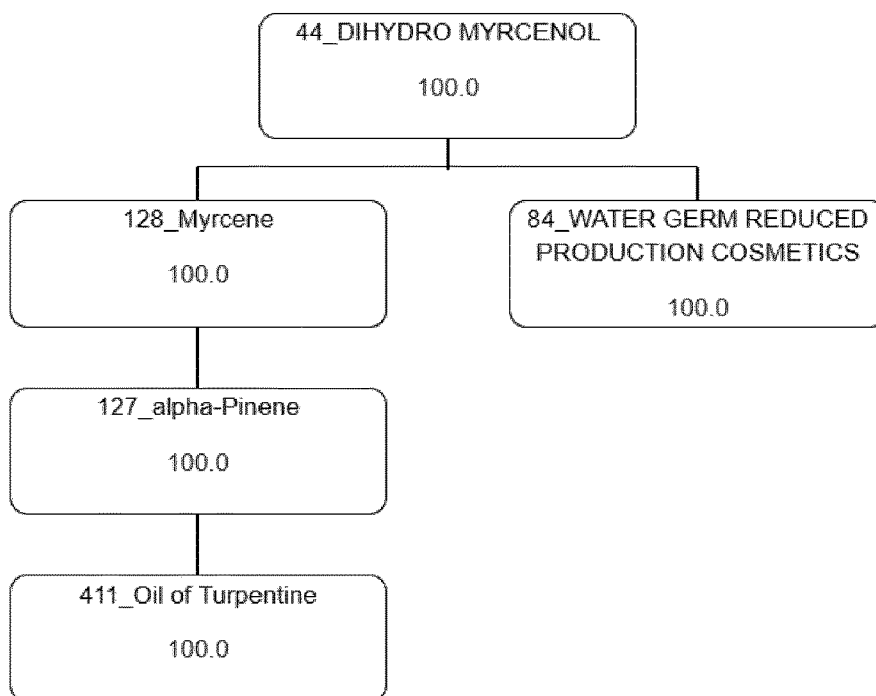 44_DIHYDRO MYRCENOL
100.0
128_Myrcene
100.0
84_WATER GERM REDUCED
PRODUCTION COSMETICS
100.0
127_alpha-Pinene
100.0
411_Oil of Turpentine
100.0